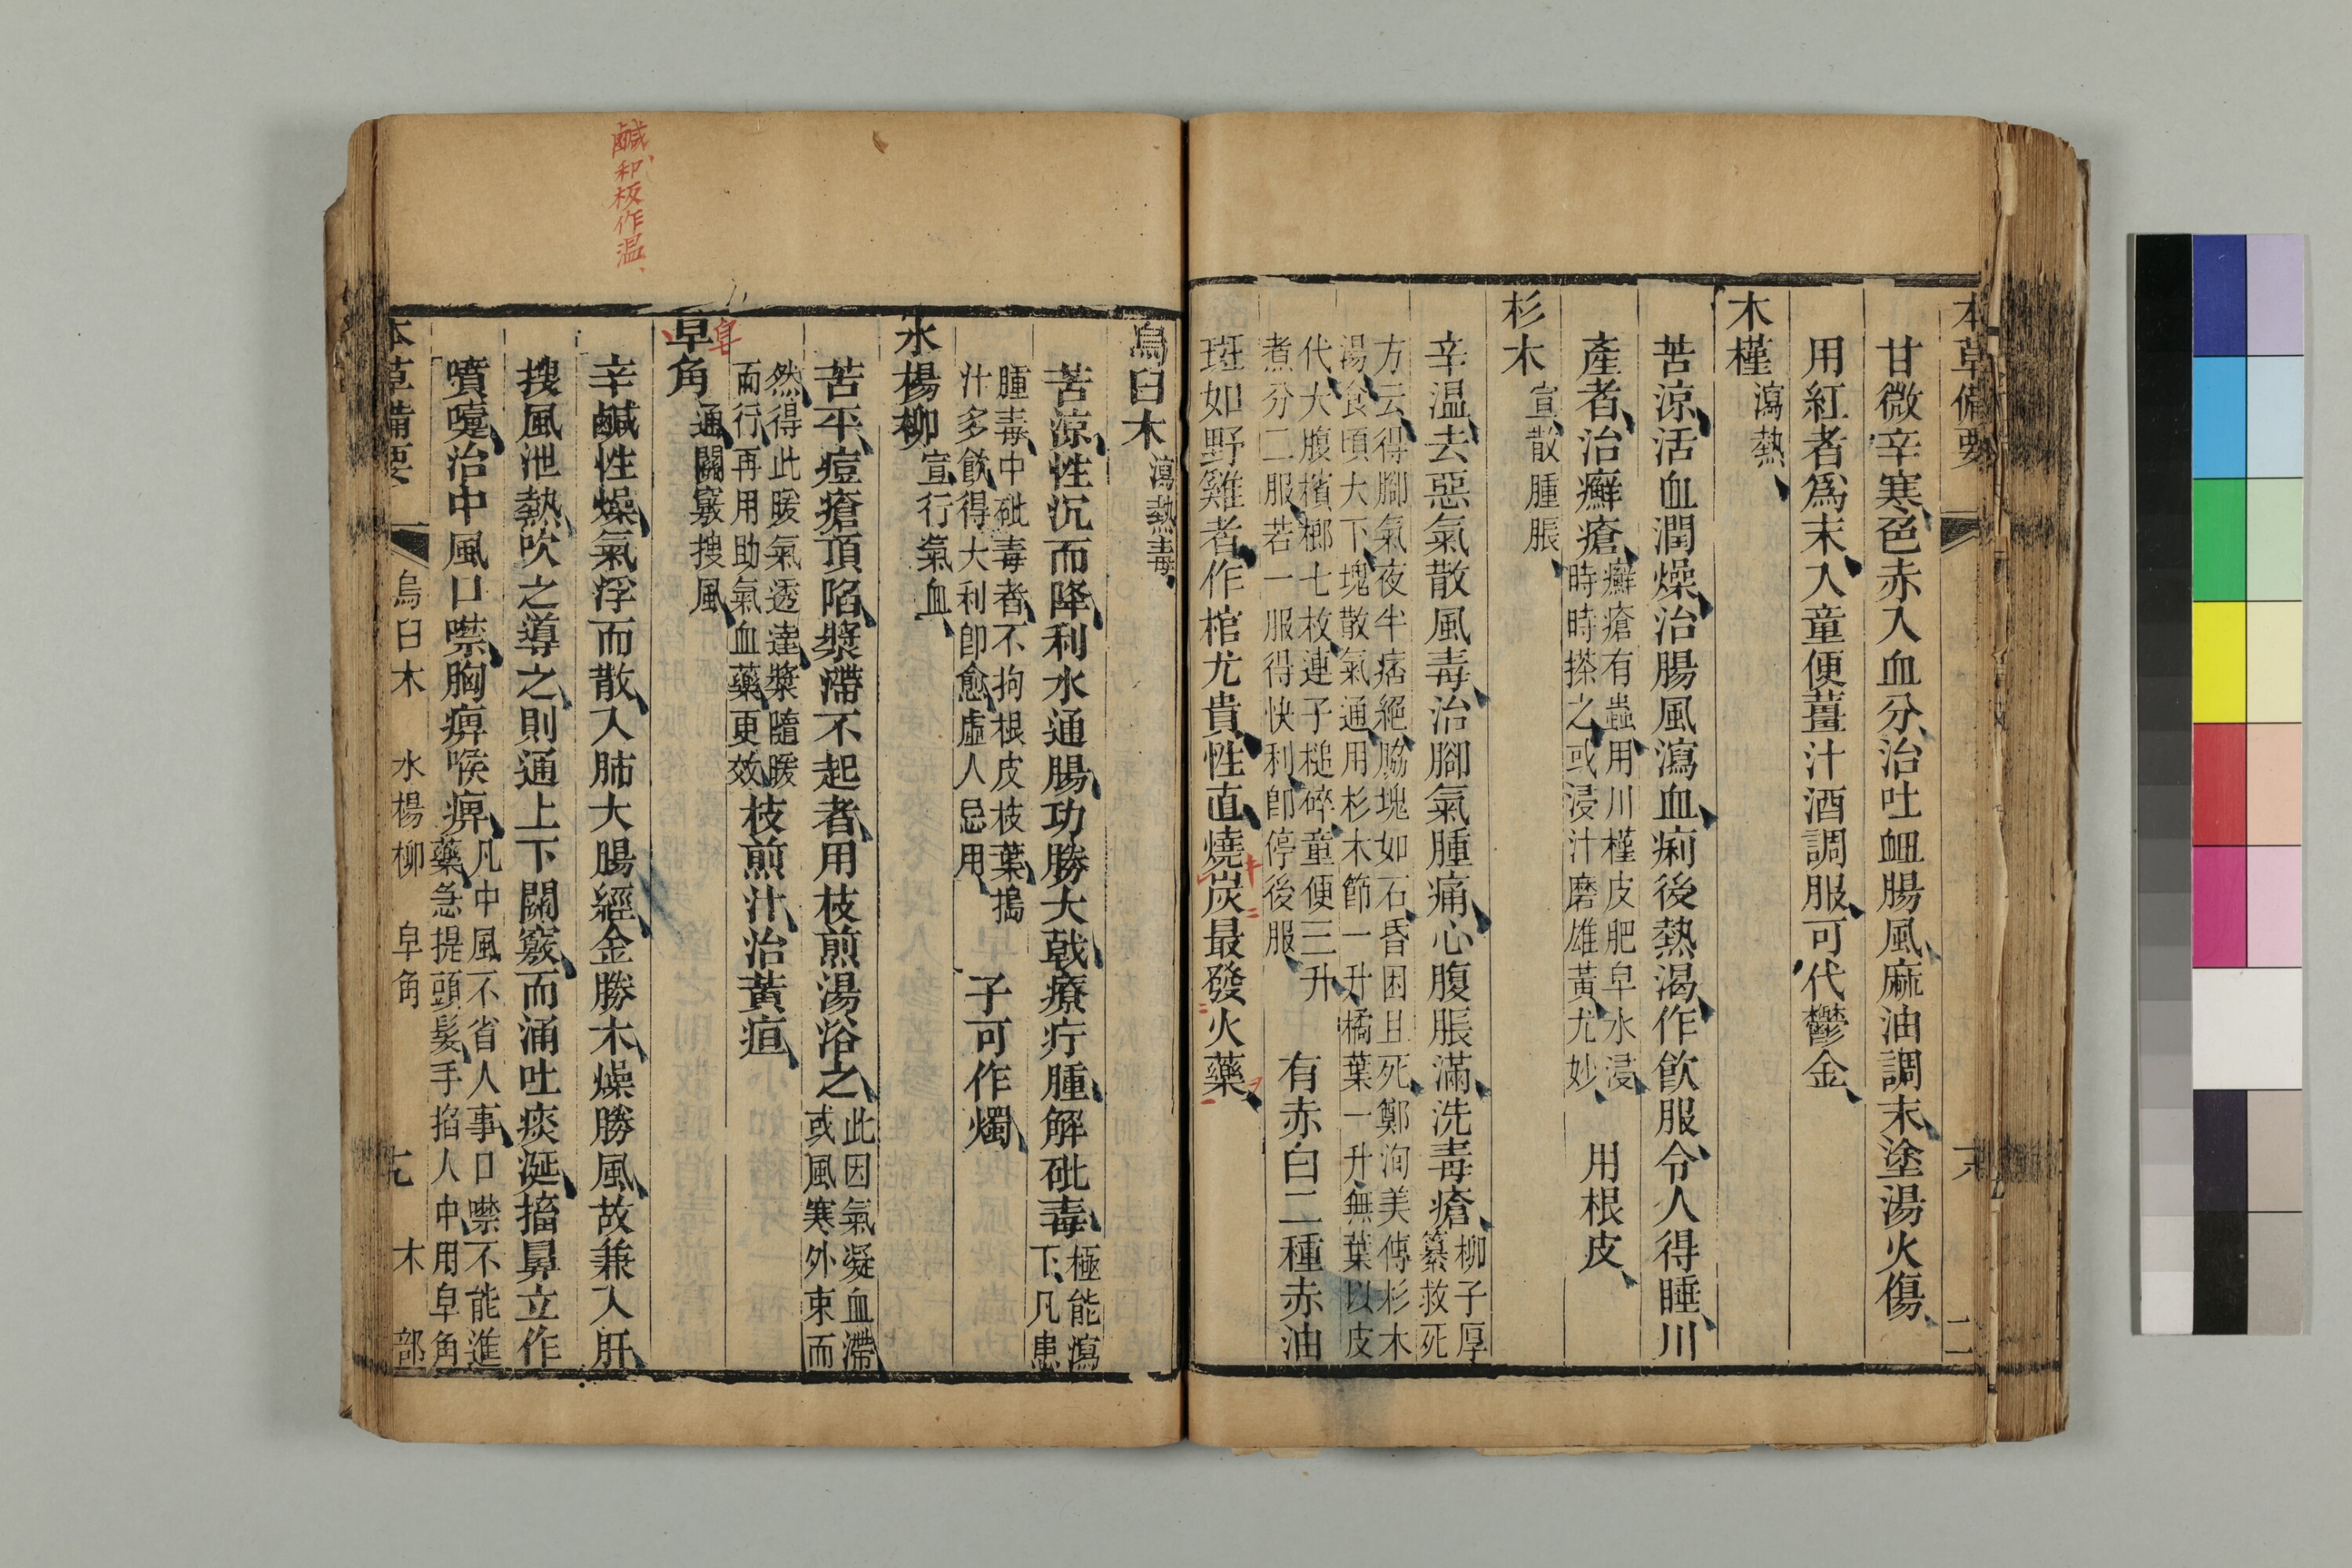 本草備要
甘微辛寒色赤入血分治吐衄腸風麻油調末塗湯火傷
用紅者為末入童便薑汁酒調服可代鬱金
木槿瀉熱
苦涼活血潤燥治腸風瀉血痢後熱渴作飲服令人得睡川
產者治癬瘡癬瘡有蟲用川槿皮肥皂水浸
時時搽之或浸汁磨雄黃尤妙用根皮
杉木宣散腫脹
辛温去惡氣散風毒治腳氣腫痛心腹脹滿洗毒瘡柳子厚
纂救死
方云得腳氣夜半痞絕脇塊如石昏困且死鄭洵美傳杉木
湯食頃大下塊散氣通用杉木節一升橘葉一升無葉以皮
代大腹檳榔七枚連子槌碎童便三升
煮分二服若一服得快利即停後服有赤白二種赤油
斑如野雞者作棺尤貴性直燒炭最發火藥
烏臼木瀉熱毒
苦涼性沉而降利水通腸功勝大戟療疔腫解砒毒極能瀉
下凡患
腫毒中砒毒者不拘根皮枝葉搗
汁多飲得大利即愈虛人忌用子可作燭
水楊柳宣行氣血
苦平痘瘡頂陷漿滯不起者用枝煎湯浴之此因氣凝血滯
或風寒外束而
然得此暖氣透達漿隨暖
而行再用助氣血藥更效枝煎汁治黃疸
皁角通關竅搜風
皂
鹹和板作温
辛鹹性燥氣浮而散入肺大腸經金勝木燥勝風故兼入肝
搜風泄熱吹之導之則通上下關竅而涌吐痰涎搐鼻立作
噴嚏治中風口噤胸痹喉痹凡中風不省人事口噤不能進
藥急提頭髮手掐人中用皁角
本草備要 烏臼木 水楊柳 皁角 木部